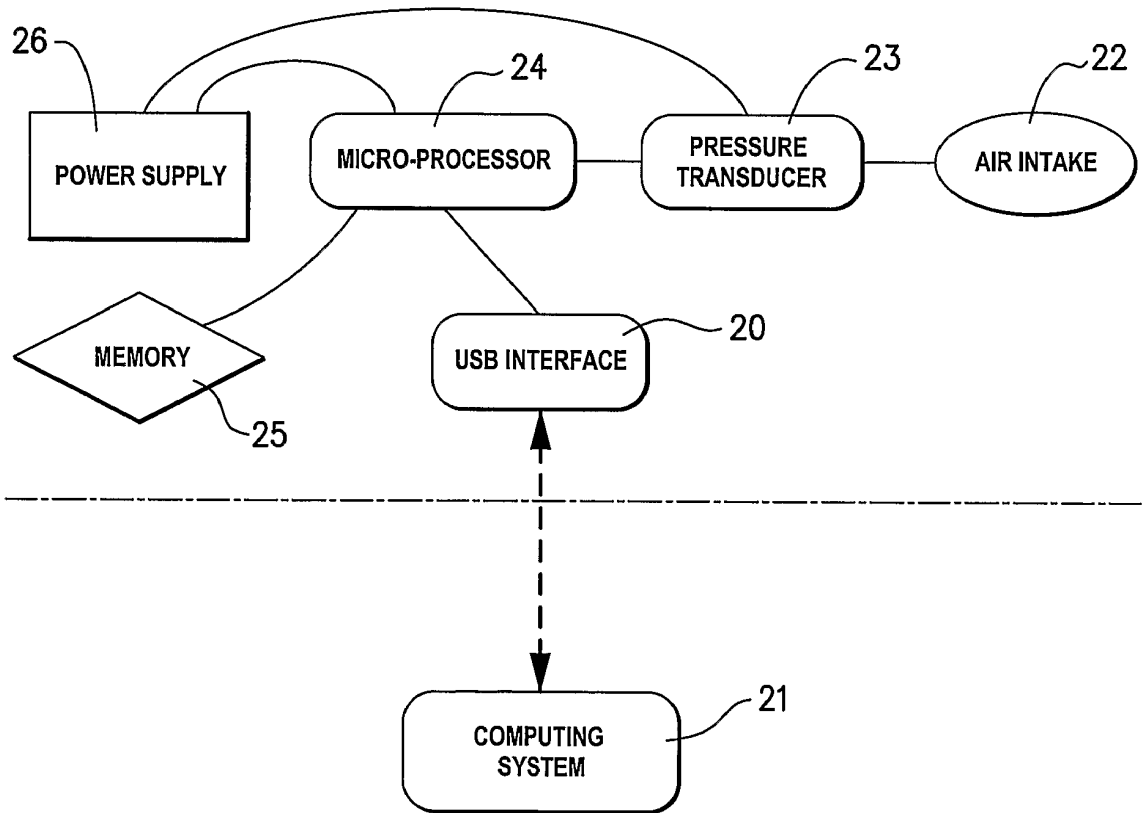 26
24
23
22
POWER SUPPLY
MICRO-PROCESSOR
PRESSURE
TRANSDUCER
AIR INTAKE
MEMORY
25
USB INTERFACE
20
COMPUTING
SYSTEM
21